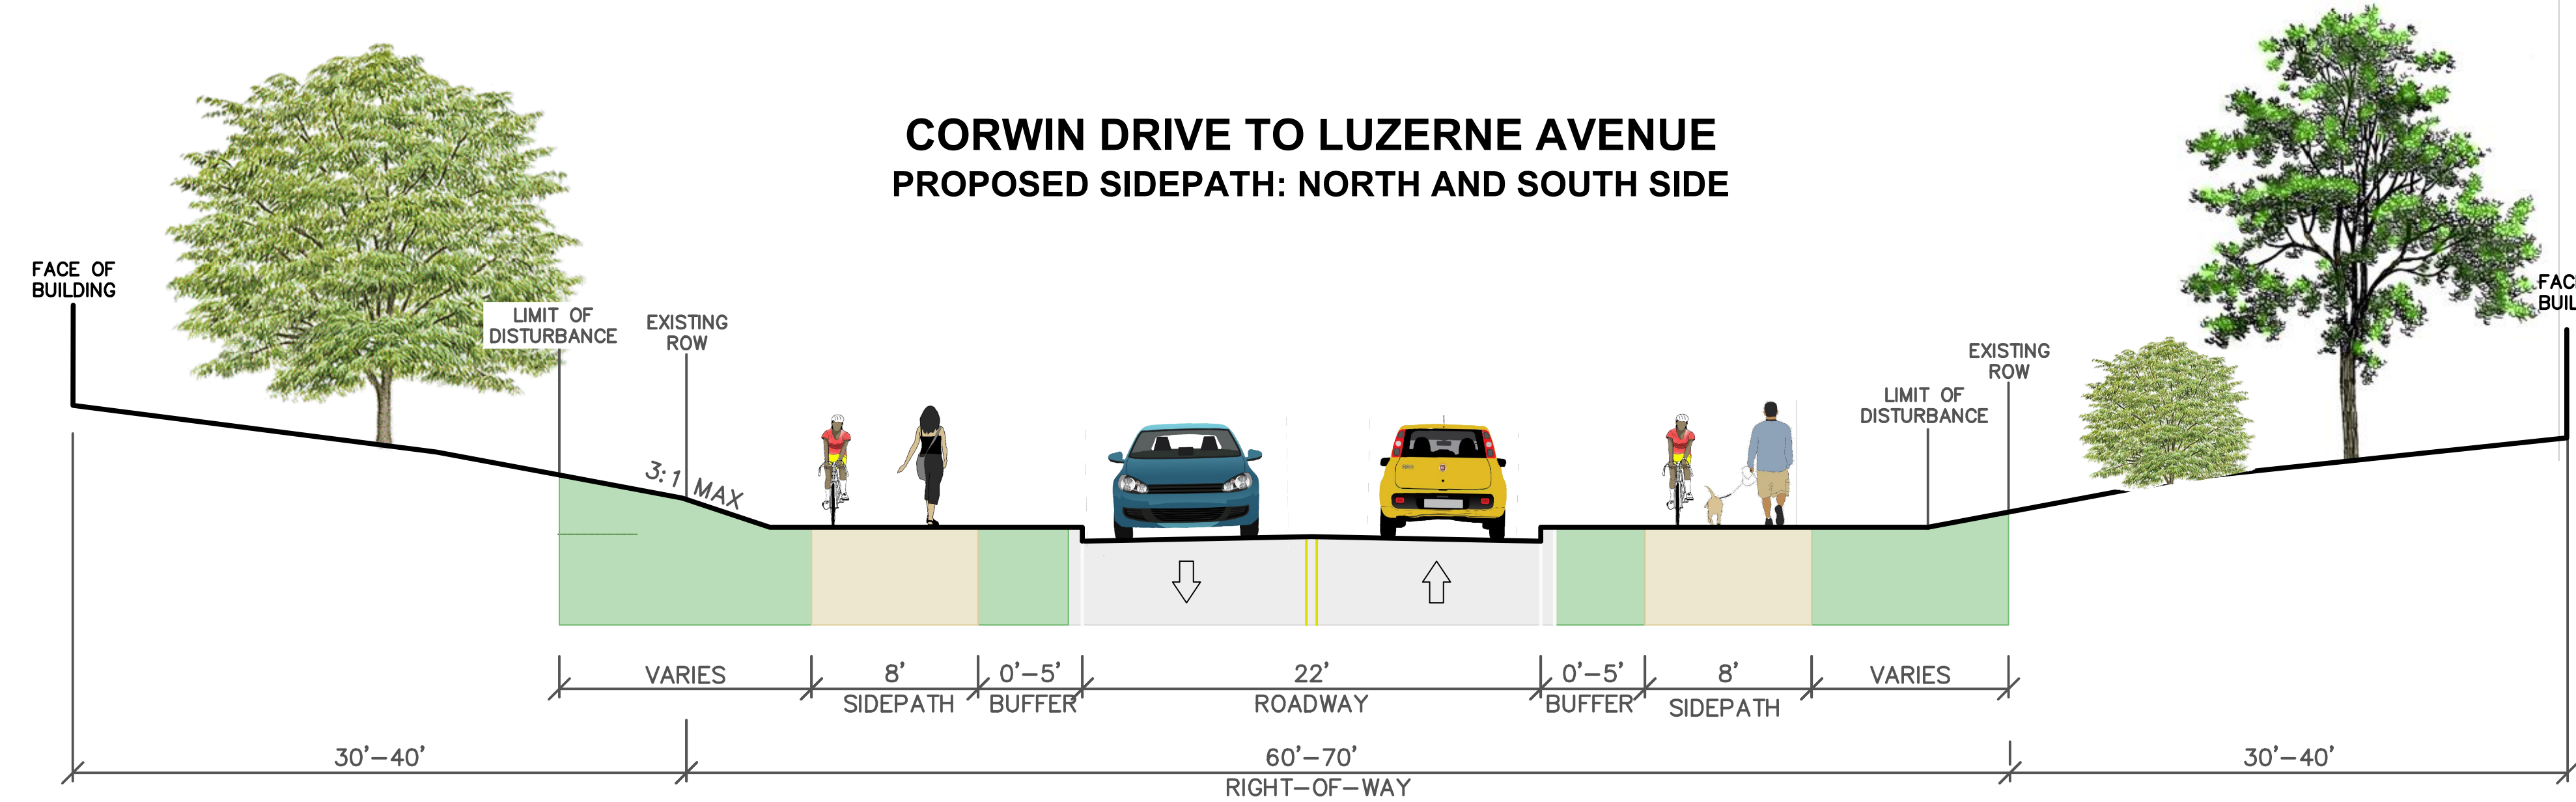 CORWIN DRIVE TO LUZERNE AVENUE
PROPOSED SIDEPATH: NORTH AND SOUTH SIDE
FACE OF
BUILDING
LIMIT OF
DISTURBANCE
EXISTING
ROW
3:1 MAX
EXISTING
ROW
LIMIT OF
DISTURBANCE
FAC
BUIL
VARIES
8'
SIDEPATH
0'-5'
BUFFER
22'
ROADWAY
0'-5'
BUFFER
8'
SIDEPATH
VARIES
30'-40'
60'-70'
RIGHT-OF-WAY
30'-40'